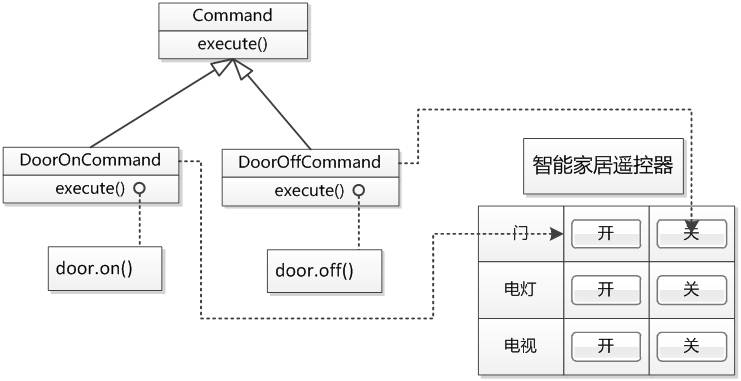 Command
execute()
DoorOnCommand
execute()
DoorOffCommand
execute()
door.on()
door.off()
智能家居遥控器
门 开 关
电灯 开 关
电视 开 关